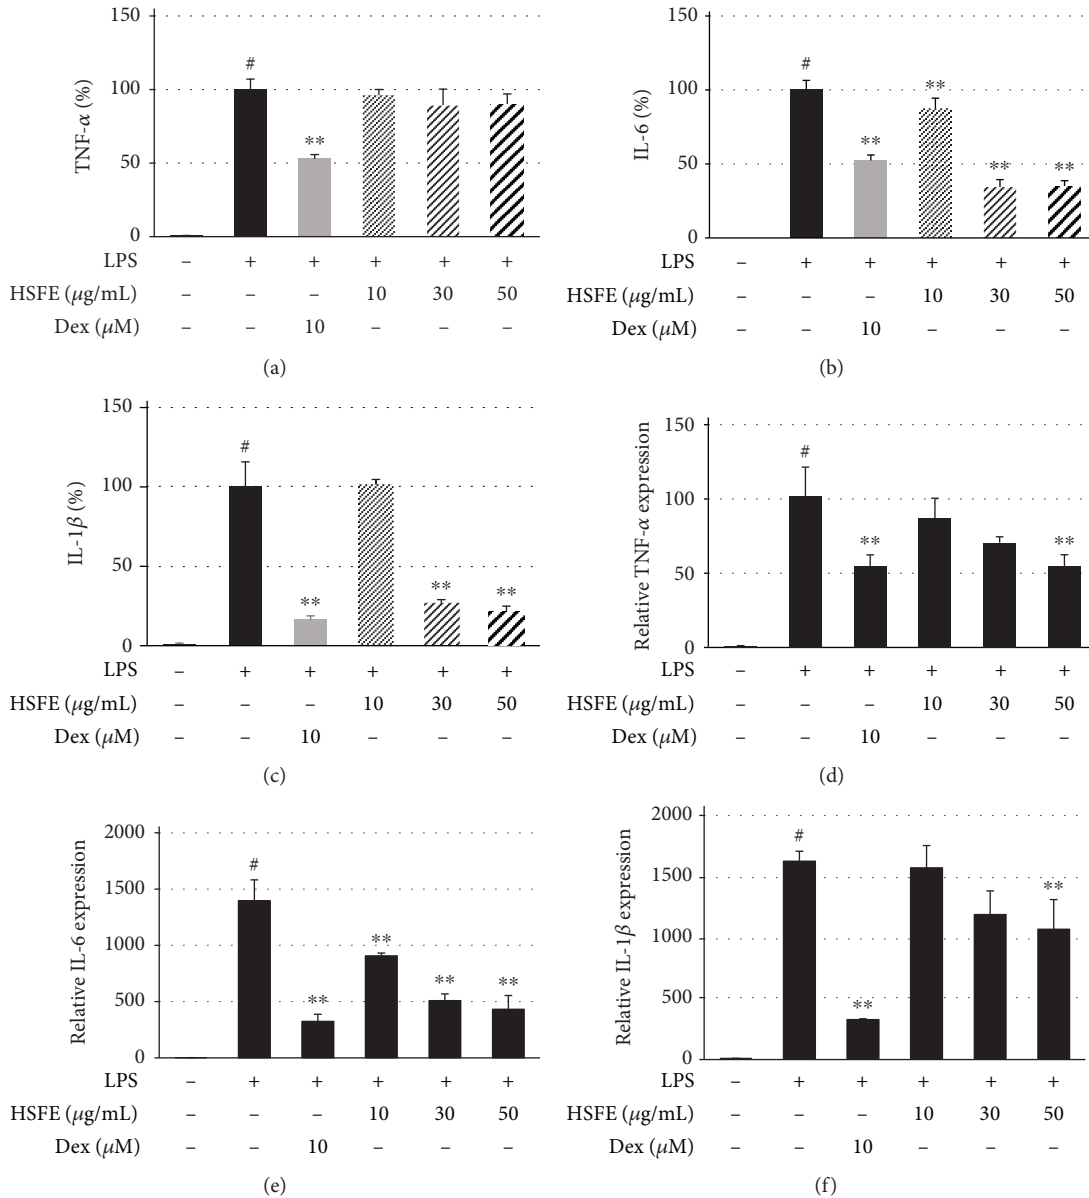 150
100
50
0
TNF-α (%)
#
**
LPS – + + + + +
HSFE (μg/mL) – – – 10 30 50
Dex (μM) – – 10 – – –
(a)
150
100
50
0
IL-6 (%)
#
**
**
**
**
LPS – + + + + +
HSFE (μg/mL) – – – 10 30 50
Dex (μM) – – 10 – – –
(b)
150
100
50
0
IL-1β (%)
#
**
**
**
LPS – + + + + +
HSFE (μg/mL) – – – 10 30 50
Dex (μM) – – 10 – – –
(c)
150
100
50
0
Relative TNF-α expression
#
**
**
LPS – + + + + +
HSFE (μg/mL) – – – 10 30 50
Dex (μM) – – 10 – – –
(d)
2000
1500
1000
500
0
Relative IL-6 expression
#
**
**
**
**
LPS – + + + + +
HSFE (μg/mL) – – – 10 30 50
Dex (μM) – – 10 – – –
(e)
2000
1500
1000
500
0
Relative IL-1β expression
#
**
**
LPS – + + + + +
HSFE (μg/mL) – – – 10 30 50
Dex (μM) – – 10 – – –
(f)